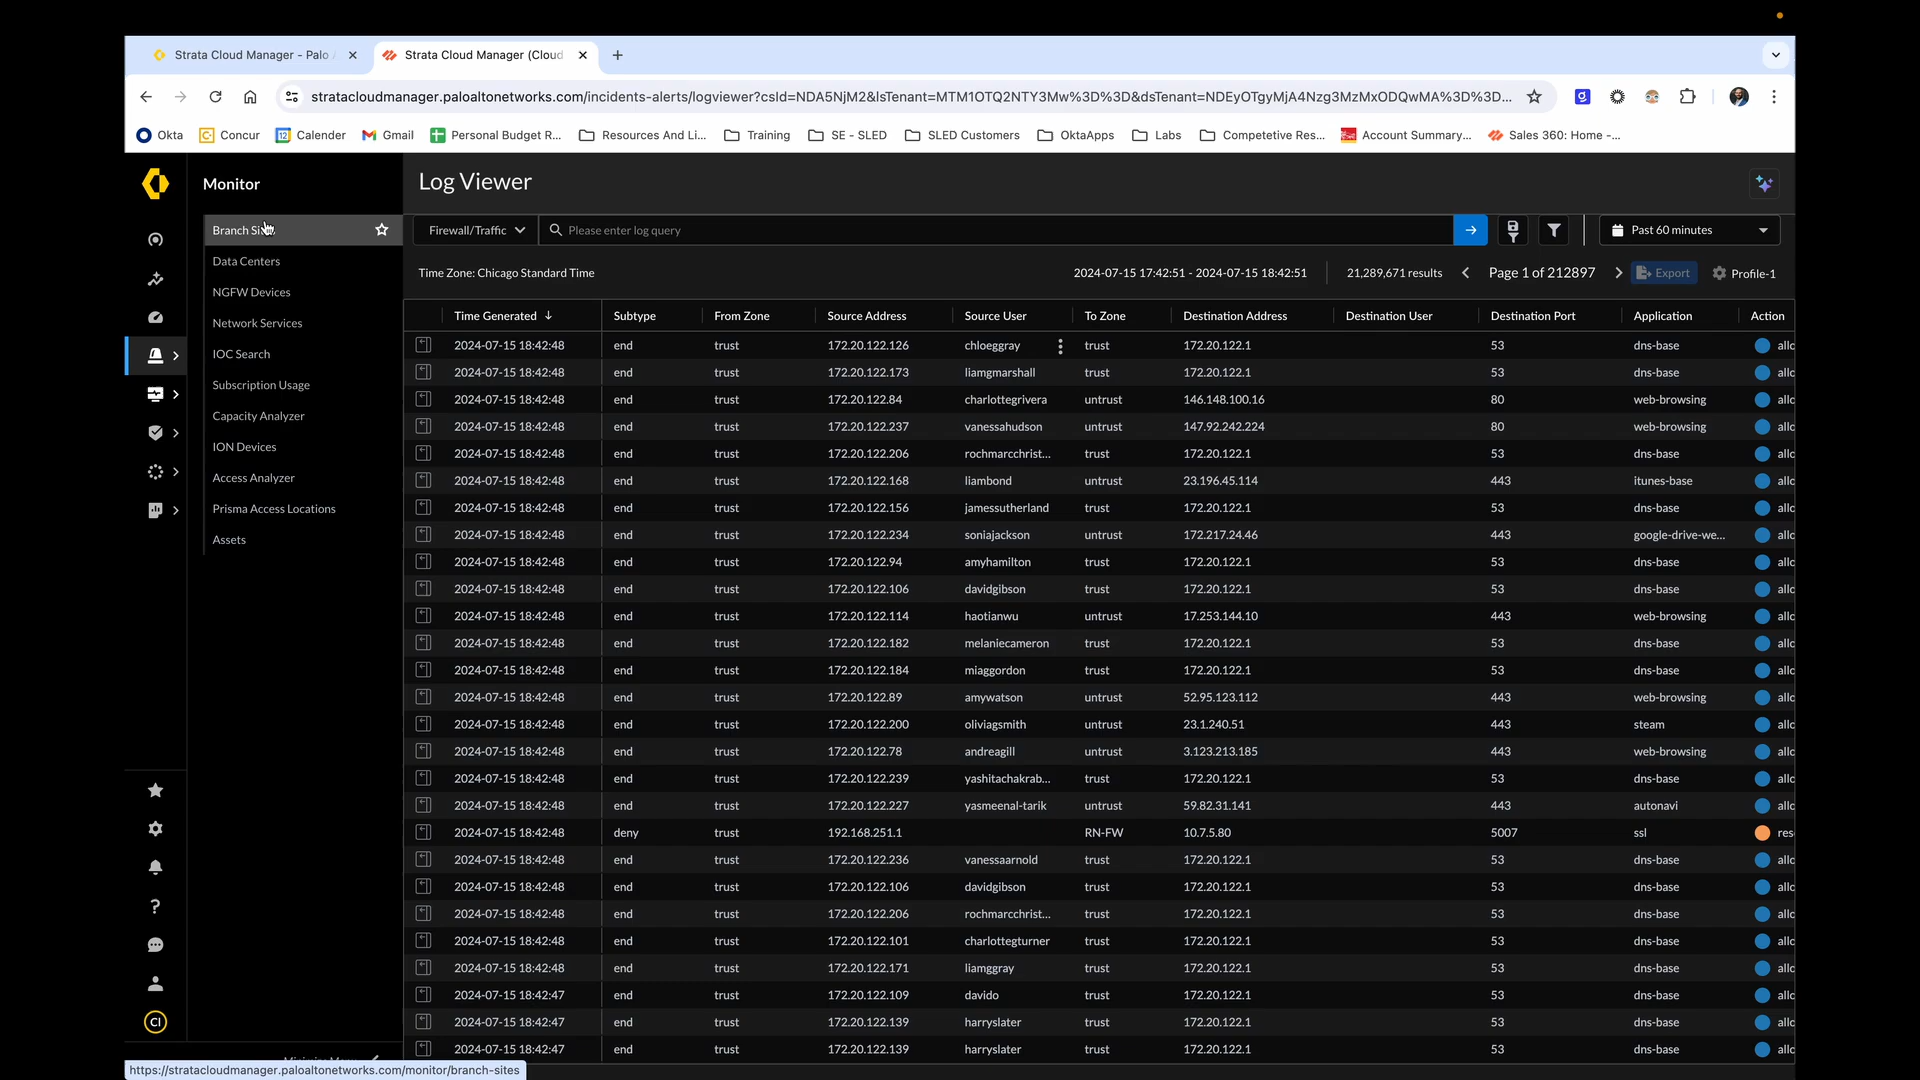 Strata Cloud Manager - Palo
Strata Cloud Manager (Cloud
stratacloudmanager.paloaltonetworks.com/incidents-alerts/logviewer?csId=NDA5NjM2&lsTenant=MTM1OTQ2NTY3Mw%3D%3D&dsTenant=NDEyOTgyMjA4Nzg3MzMxODQwMA%3D%3D...
Okta Concur Calender Gmail Personal Budget R... Resources And Li... Training SE - SLED SLED Customers OktaApps Labs Competetive Res... Account Summary... Sales 360: Home -...
Monitor
Branch Sit
Data Centers
NGFW Devices
Network Services
IOC Search
Subscription Usage
Capacity Analyzer
ION Devices
Access Analyzer
Prisma Access Locations
Assets
CI
Log Viewer
Firewall/Traffic Please enter log query Past 60 minutes
Time Zone: Chicago Standard Time 2024-07-15 17:42:51 - 2024-07-15 18:42:51 21,289,671 results Page 1 of 212897 Export Profile-1
Time Generated Subtype From Zone Source Address Source User To Zone Destination Address Destination User Destination Port Application Action
2024-07-15 18:42:48 end trust 172.20.122.126 chloeggray trust 172.20.122.1 53 dns-base allc
2024-07-15 18:42:48 end trust 172.20.122.173 liamgmarshall trust 172.20.122.1 53 dns-base allc
2024-07-15 18:42:48 end trust 172.20.122.84 charlottegrivera untrust 146.148.100.16 80 web-browsing allc
2024-07-15 18:42:48 end trust 172.20.122.237 vanessahudson untrust 147.92.242.224 80 web-browsing allc
2024-07-15 18:42:48 end trust 172.20.122.206 rochmarcchrist... trust 172.20.122.1 53 dns-base allc
2024-07-15 18:42:48 end trust 172.20.122.168 liambond untrust 23.196.45.114 443 itunes-base allc
2024-07-15 18:42:48 end trust 172.20.122.156 jamessutherland trust 172.20.122.1 53 dns-base allc
2024-07-15 18:42:48 end trust 172.20.122.234 soniajackson untrust 172.217.24.46 443 google-drive-we... allc
2024-07-15 18:42:48 end trust 172.20.122.94 amyhamilton trust 172.20.122.1 53 dns-base allc
2024-07-15 18:42:48 end trust 172.20.122.106 davidgibson trust 172.20.122.1 53 dns-base allc
2024-07-15 18:42:48 end trust 172.20.122.114 haotianwu untrust 17.253.144.10 443 web-browsing allc
2024-07-15 18:42:48 end trust 172.20.122.182 melaniecameron trust 172.20.122.1 53 dns-base allc
2024-07-15 18:42:48 end trust 172.20.122.184 miaggordon trust 172.20.122.1 53 dns-base allc
2024-07-15 18:42:48 end trust 172.20.122.89 amywatson untrust 52.95.123.112 443 web-browsing allc
2024-07-15 18:42:48 end trust 172.20.122.200 oliviagsmith untrust 23.1.240.51 443 steam allc
2024-07-15 18:42:48 end trust 172.20.122.78 andreagill untrust 3.123.213.185 443 web-browsing allc
2024-07-15 18:42:48 end trust 172.20.122.239 yashitachakrab... trust 172.20.122.1 53 dns-base allc
2024-07-15 18:42:48 end trust 172.20.122.227 yasmeenal-tarik untrust 59.82.31.141 443 autonavi allc
2024-07-15 18:42:48 deny trust 192.168.251.1 RN-FW 10.7.5.80 5007 ssl res
2024-07-15 18:42:48 end trust 172.20.122.236 vanessaarnold trust 172.20.122.1 53 dns-base allc
2024-07-15 18:42:48 end trust 172.20.122.106 davidgibson trust 172.20.122.1 53 dns-base allc
2024-07-15 18:42:48 end trust 172.20.122.206 rochmarcchrist... trust 172.20.122.1 53 dns-base allc
2024-07-15 18:42:48 end trust 172.20.122.101 charlottegturner trust 172.20.122.1 53 dns-base allc
2024-07-15 18:42:48 end trust 172.20.122.171 liamggray trust 172.20.122.1 53 dns-base allc
2024-07-15 18:42:47 end trust 172.20.122.109 davido trust 172.20.122.1 53 dns-base allc
2024-07-15 18:42:47 end trust 172.20.122.139 harryslater trust 172.20.122.1 53 dns-base allc
2024-07-15 18:42:47 end trust 172.20.122.139 harryslater trust 172.20.122.1 53 dns-base allc
https://stratacloudmanager.paloaltonetworks.com/monitor/branch-sites